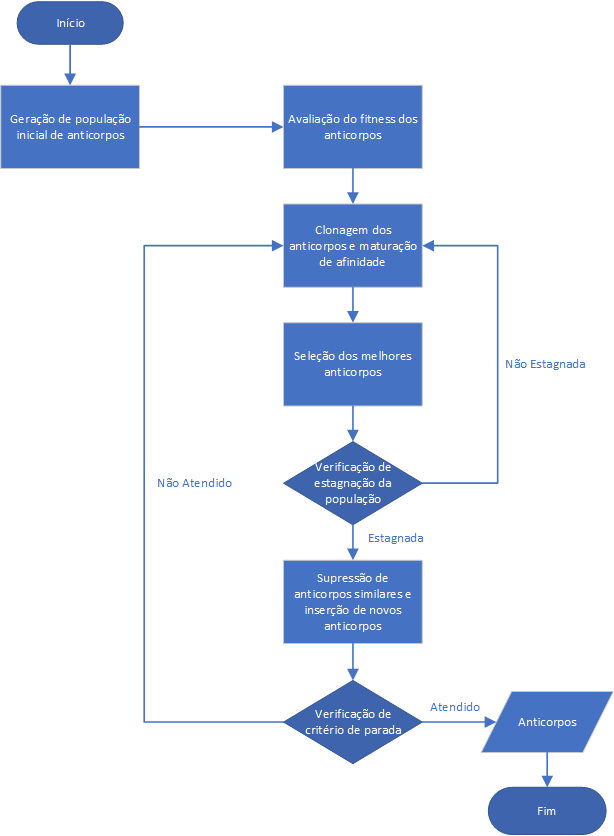 Início
Geração de população
inicial de anticorpos
Avaliação do fitness dos
anticorpos
Clonagem dos
anticorpos e maturação
de afinidade
Seleção dos melhores
anticorpos
Não Estagnada
Verificação de
estagnação da
população
Não Atendido
Estagnada
Supressão de
anticorpos similares e
inserção de novos
anticorpos
Verificação de
critério de parada
Atendido
Anticorpos
Fim